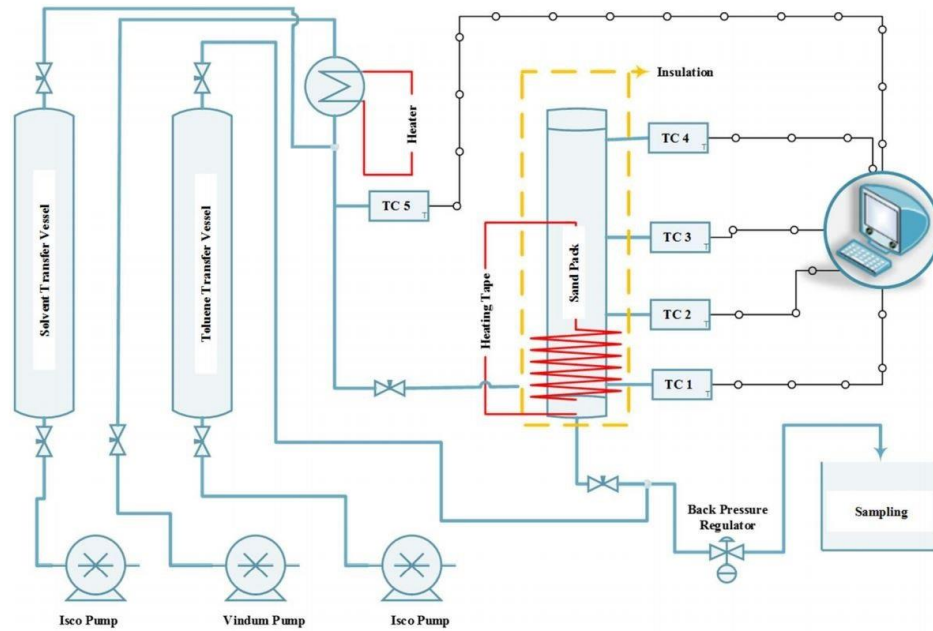 Insulation
Solvent Transfer Vessel
Toluene Transfer Vessel
Heater
TC 4
T
TC 5
T
TC 3
T
Sand Pack
Heating Tape
TC 2
T
TC 1
T
Back Pressure
Regulator
Sampling
Isco Pump
Vindum Pump
Isco Pump